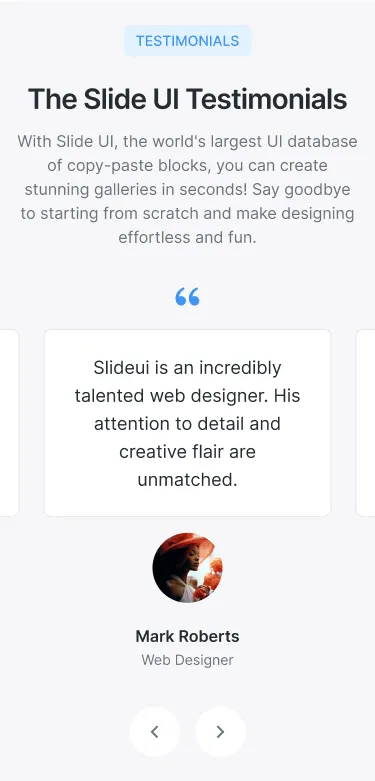 TESTIMONIALS
The Slide UI Testimonials
With Slide UI, the world's largest UI database
of copy-paste blocks, you can create
stunning galleries in seconds! Say goodbye
to starting from scratch and make designing
effortless and fun.
“
Slideui is an incredibly
talented web designer. His
attention to detail and
creative flair are
unmatched.
Mark Roberts
Web Designer